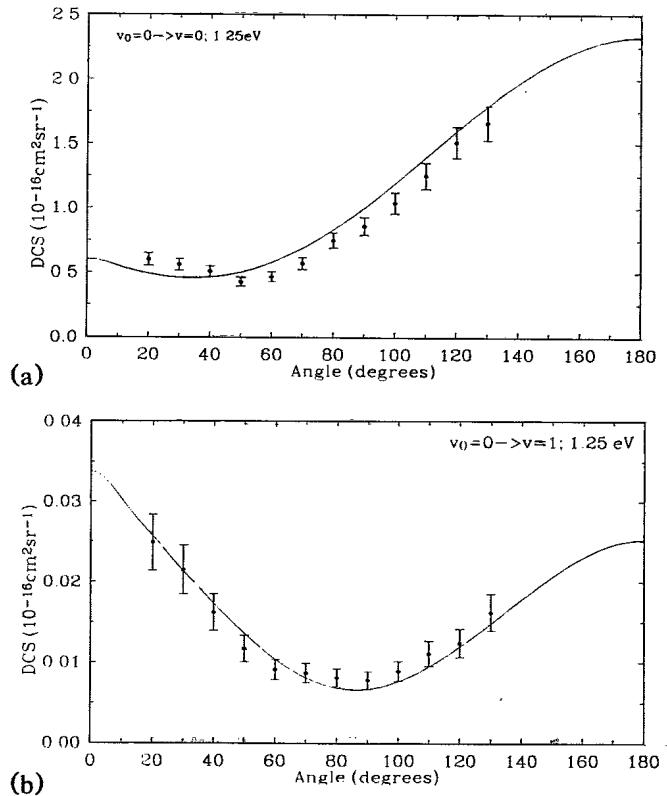 v₀=0->v=0; 1 25eV
2 5
2 0
1.5
1.0
0 5
0.0
DCS (10⁻¹⁶cm²sr⁻¹)
0 20 40 60 80 100 120 140 160 180
Angle (degrees)
(a)
v₀=0->v=1; 1.25 eV
0 04
0 03
0.02
0 01
0 00
DCS (10⁻¹⁶cm²sr⁻¹)
0 20 40 60 80 100 120 140 160 180
Angle (degrees)
(b)